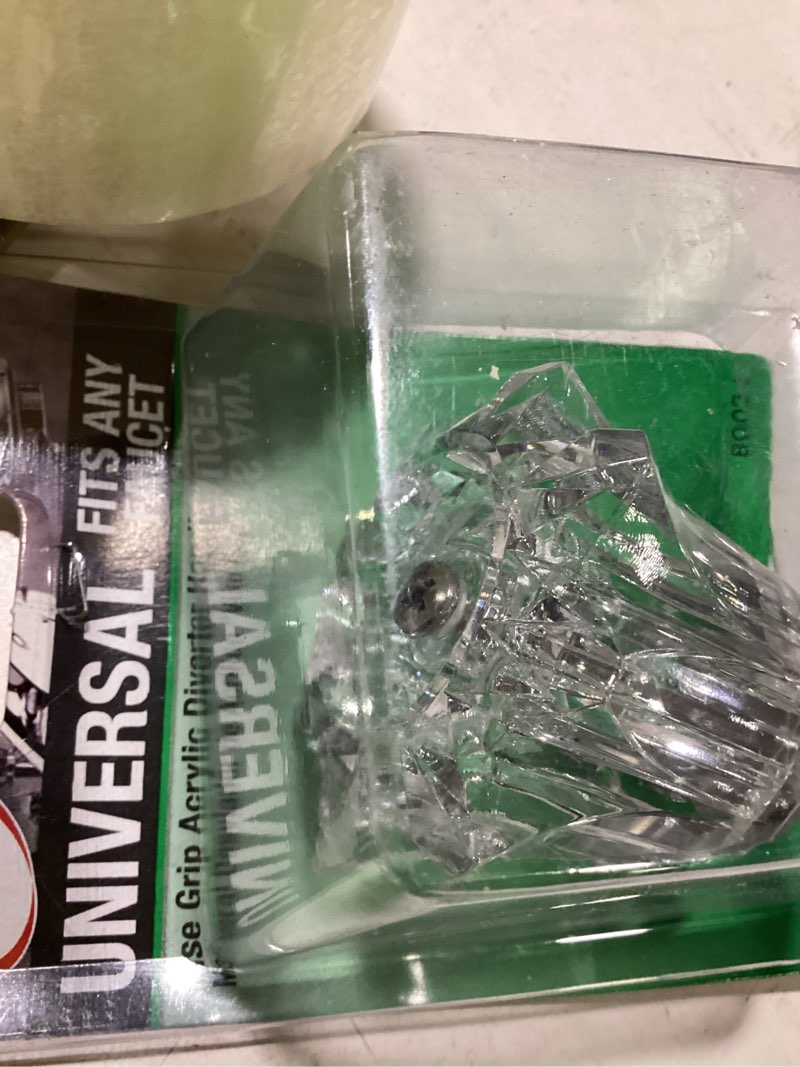 UNIVERSAL
FITS ANY
FAUCET
se Grip Acrylic Diverter